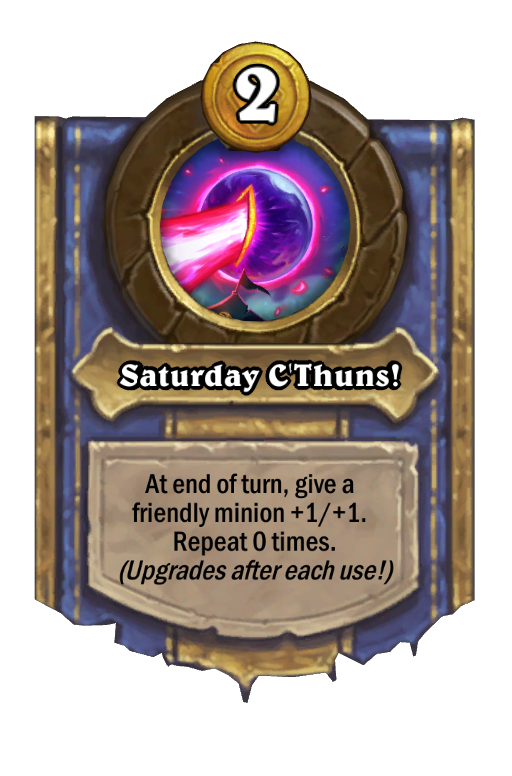 2
Saturday C'Thuns!
At end of turn, give a
friendly minion +1/+1.
Repeat 0 times.
(Upgrades after each use!)